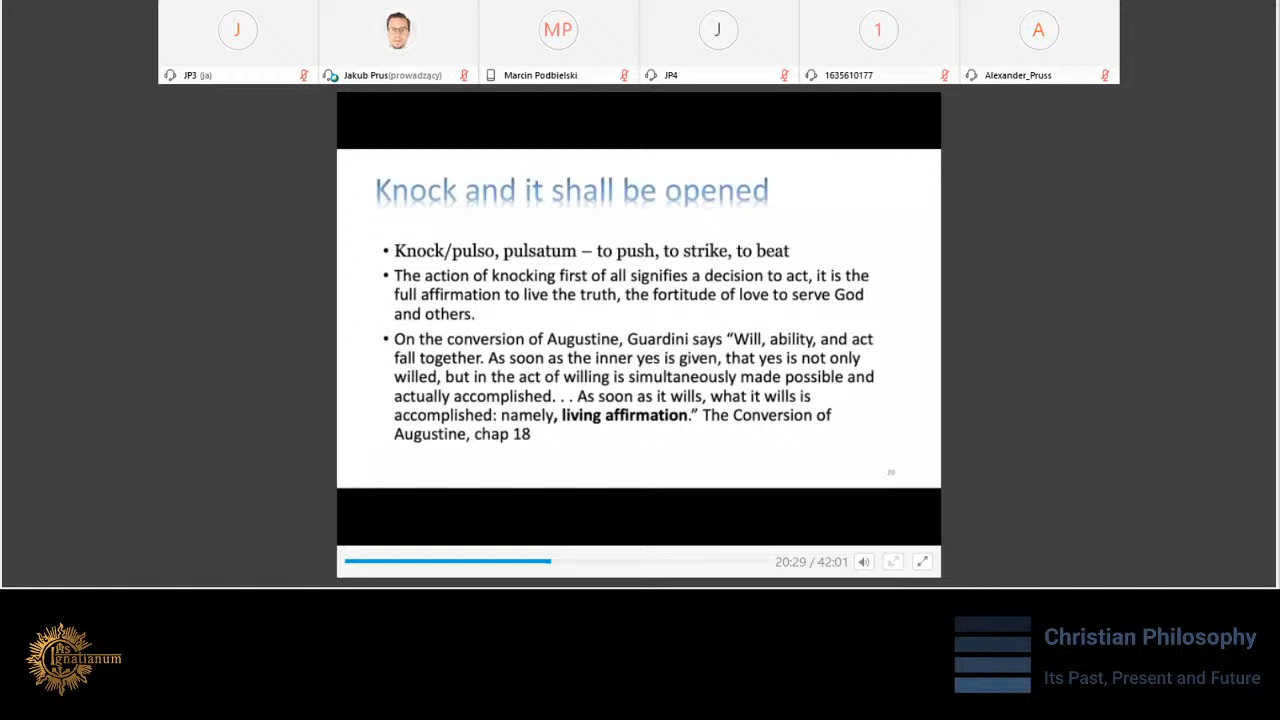 J
MP
J
1
A
JP3 (ja)
Jakub Prus(prowadzący)
Marcin Podbielski
JP4
1635610177
Alexander_Pruss
Knock and it shall be opened
• Knock/pulso, pulsatum – to push, to strike, to beat
• The action of knocking first of all signifies a decision to act, it is the
full affirmation to live the truth, the fortitude of love to serve God
and others.
• On the conversion of Augustine, Guardini says “Will, ability, and act
fall together. As soon as the inner yes is given, that yes is not only
willed, but in the act of willing is simultaneously made possible and
actually accomplished. . . As soon as it wills, what it wills is
accomplished: namely, living affirmation.” The Conversion of
Augustine, chap 18
20:29 / 42:01
Ignatianum
Christian Philosophy
Its Past, Present and Future